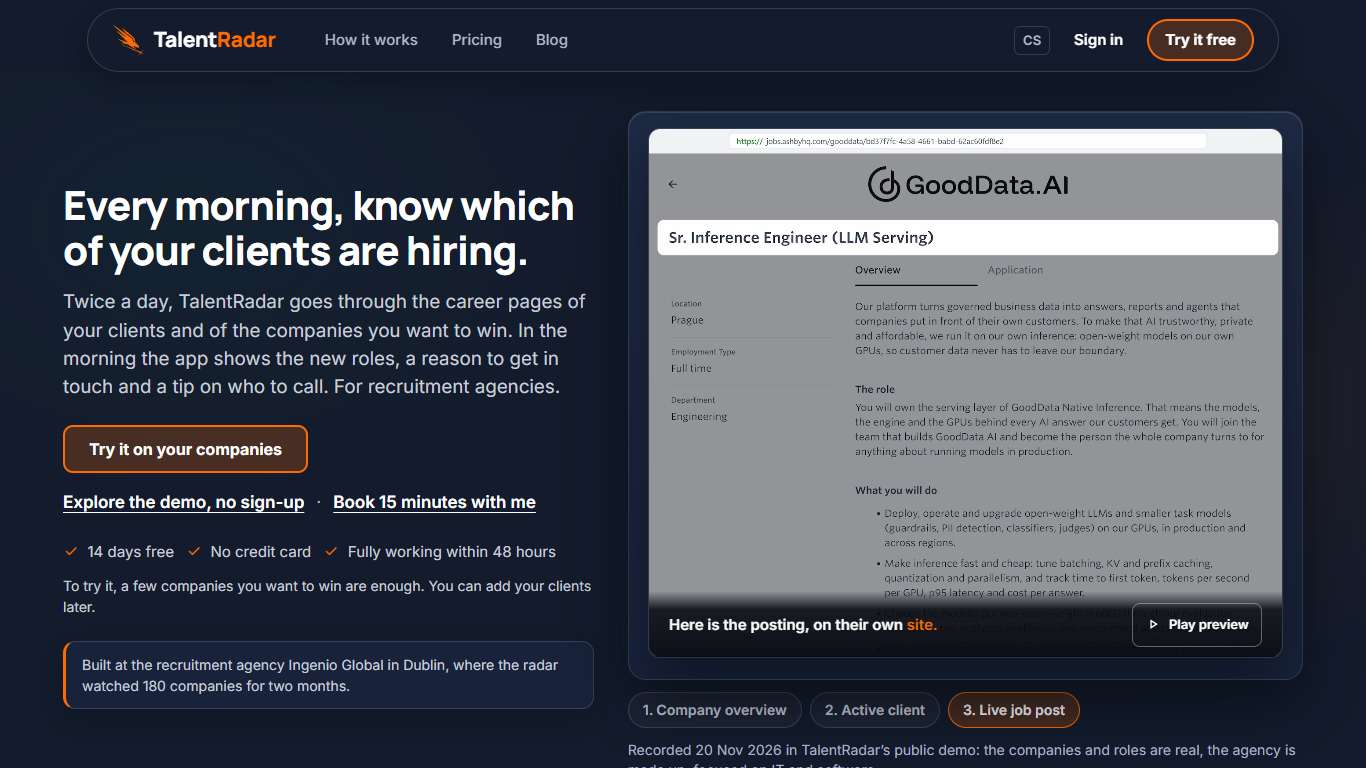 TalentRadar
How it works
Pricing
Blog
CS
Sign in
Try it free
Every morning, know which
of your clients are hiring.
Twice a day, TalentRadar goes through the career pages of
your clients and of the companies you want to win. In the
morning the app shows the new roles, a reason to get in
touch and a tip on who to call. For recruitment agencies.
Try it on your companies
Explore the demo, no sign-up · Book 15 minutes with me
14 days free
No credit card
Fully working within 48 hours
To try it, a few companies you want to win are enough. You can add your clients
later.
Built at the recruitment agency Ingenio Global in Dublin, where the radar
watched 180 companies for two months.
https:// jobs.ashbyhq.com/gooddata/bd37f7fc-4a58-4661-babd-62ac60fdf8e2
GoodData.AI
Sr. Inference Engineer (LLM Serving)
Overview
Application
Location
Prague
Employment Type
Full time
Department
Engineering
Our platform turns governed business data into answers, reports and agents that
companies put in front of their own customers. To make that AI trustworthy, private
and affordable, we run it on our own inference: open-weight models on our own
GPUs, so customer data never has to leave our boundary.
The role
You will own the serving layer of GoodData Native Inference. That means the models,
the engine and the GPUs behind every AI answer our customers get. You will join the
team that builds GoodData AI and become the person the whole company turns to for
anything about running models in production.
What you will do
• Deploy, operate and upgrade open-weight LLMs and smaller task models
(guardrails, PII detection, classifiers, judges) on our GPUs, in production and
across regions.
• Make inference fast and cheap: tune batching, KV and prefix caching,
quantization and parallelism, and track time to first token, tokens per second
per GPU, p95 latency and cost per answer.
Here is the posting, on their own site.
Play preview
1. Company overview
2. Active client
3. Live job post
Recorded 20 Nov 2026 in TalentRadar's public demo: the companies and roles are real, the agency is